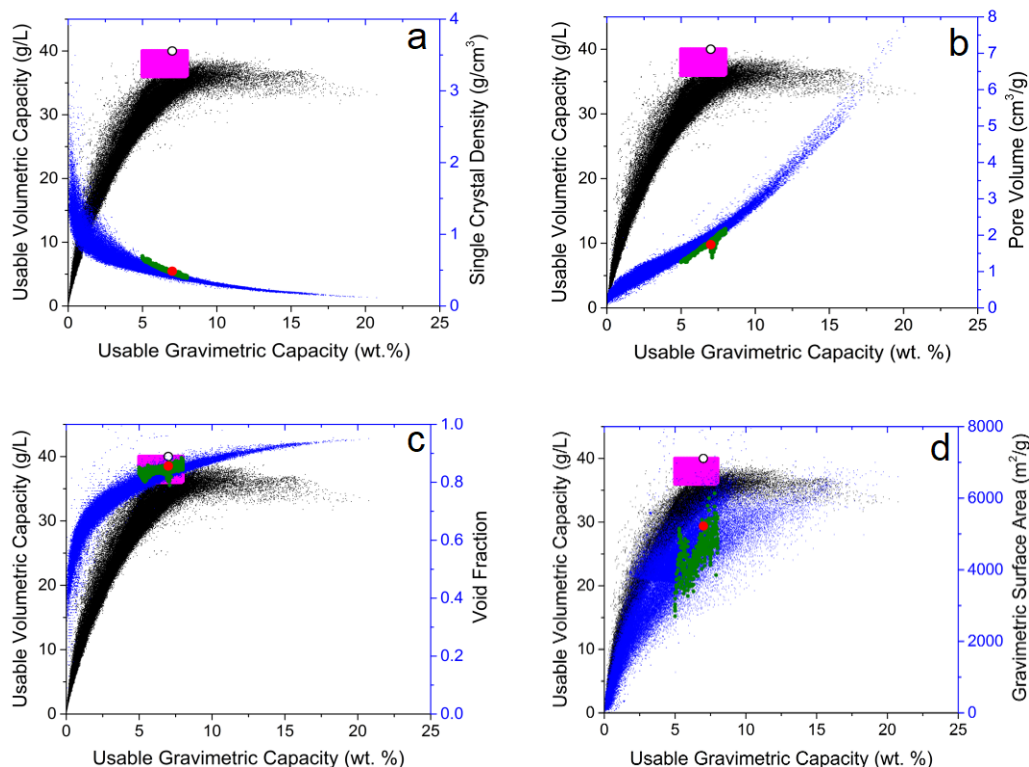 a
Usable Volumetric Capacity (g/L)
40
30
20
10
0
0 5 10 15 20 25
Usable Gravimetric Capacity (wt.%)
4
3
2
1
0
Single Crystal Density (g/cm³)
b
Usable Volumetric Capacity (g/L)
40
30
20
10
0
0 5 10 15 20 25
Usable Gravimetric Capacity (wt. %)
8
7
6
5
4
3
2
1
0
Pore Volume (cm³/g)
c
Usable Volumetric Capacity (g/L)
40
30
20
10
0
0 5 10 15 20 25
Usable Gravimetric Capacity (wt. %)
1.0
0.8
0.6
0.4
0.2
0.0
Void Fraction
d
Usable Volumetric Capacity (g/L)
40
30
20
10
0
0 5 10 15 20 25
Usable Gravimetric Capacity (wt. %)
8000
6000
4000
2000
0
Gravimetric Surface Area (m²/g)